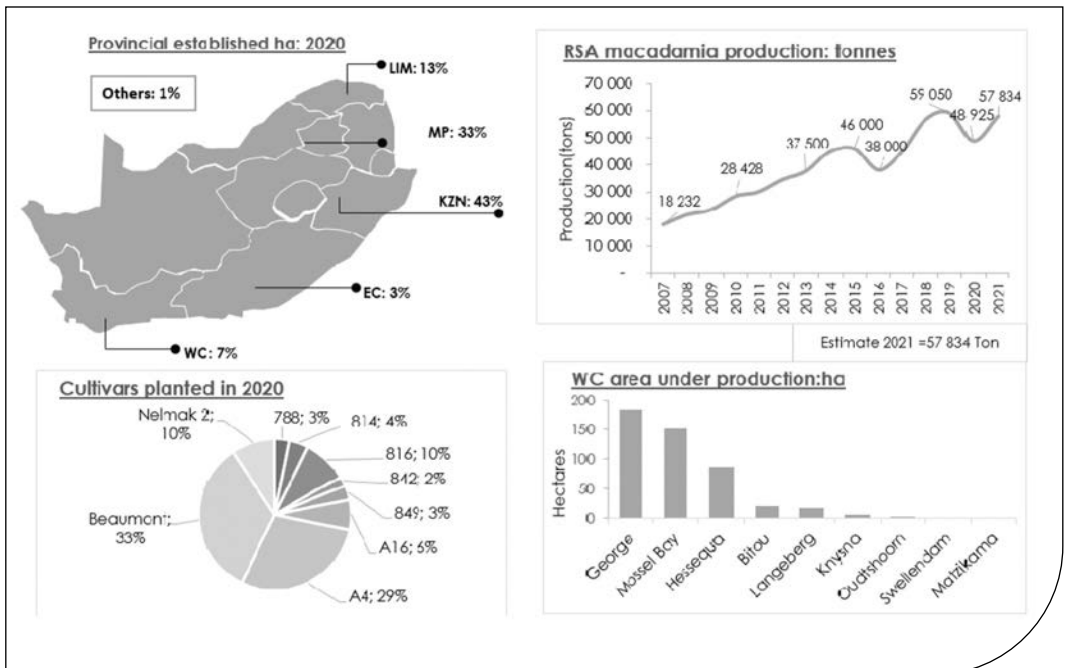 Provincial established ha: 2020
Others: 1%
LIM: 13%
MP: 33%
KZN: 43%
EC: 3%
WC: 7%
RSA macadamia production: tonnes
Production(tons)
70 000
60 000
50 000
40 000
30 000
20 000
10 000
-
18 232
28 428
37 500
46 000
38 000
59 050
48 925
57 834
2007
2008
2009
2010
2011
2012
2013
2014
2015
2016
2017
2018
2019
2020
2021
Estimate 2021 =57 834 Ton
Cultivars planted in 2020
Nelmak 2;
10%
788; 3%
814; 4%
816; 10%
842; 2%
849; 3%
A16; 6%
A4; 29%
Beaumont;
33%
WC area under production:ha
Hectares
200
150
100
50
0
George
Mossel Bay
Hessequa
Bitou
Langeberg
Knysna
Oudtshoorn
Swellendam
Matzikama